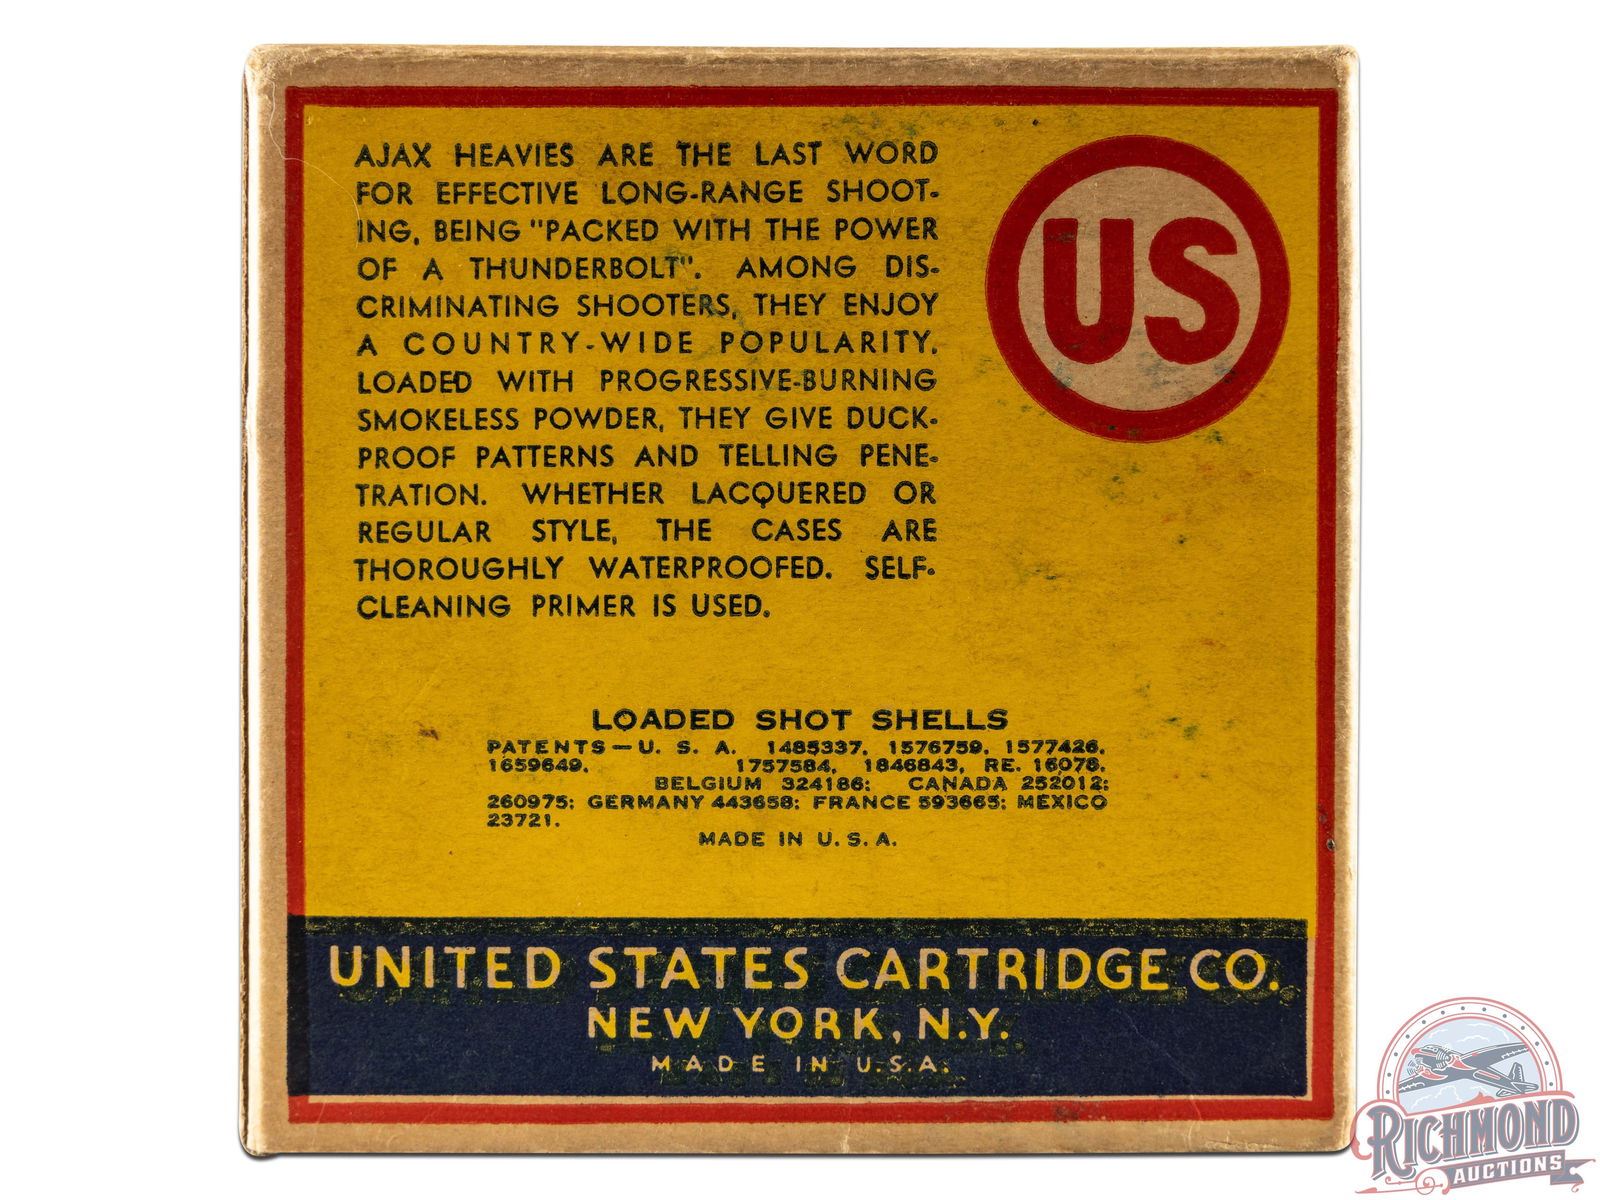 AJAX HEAVIES ARE THE LAST WORD
FOR EFFECTIVE LONG-RANGE SHOOT-
ING, BEING "PACKED WITH THE POWER
OF A THUNDERBOLT". AMONG DIS-
CRIMINATING SHOOTERS, THEY ENJOY
A COUNTRY-WIDE POPULARITY.
LOADED WITH PROGRESSIVE-BURNING
SMOKELESS POWDER, THEY GIVE DUCK-
PROOF PATTERNS AND TELLING PENE-
TRATION. WHETHER LACQUERED OR
REGULAR STYLE, THE CASES ARE
THOROUGHLY WATERPROOFED. SELF-
CLEANING PRIMER IS USED.
US
LOADED SHOT SHELLS
PATENTS—U. S. A. 1485337, 1576759, 1577426,
1659649, 1757584, 1846843, RE. 16078.
BELGIUM 324186; CANADA 252012;
260975; GERMANY 443658; FRANCE 593665; MEXICO
23721.
MADE IN U. S. A.
UNITED STATES CARTRIDGE CO.
NEW YORK, N.Y.
MADE IN U.S.A.
RICHMOND
AUCTIONS